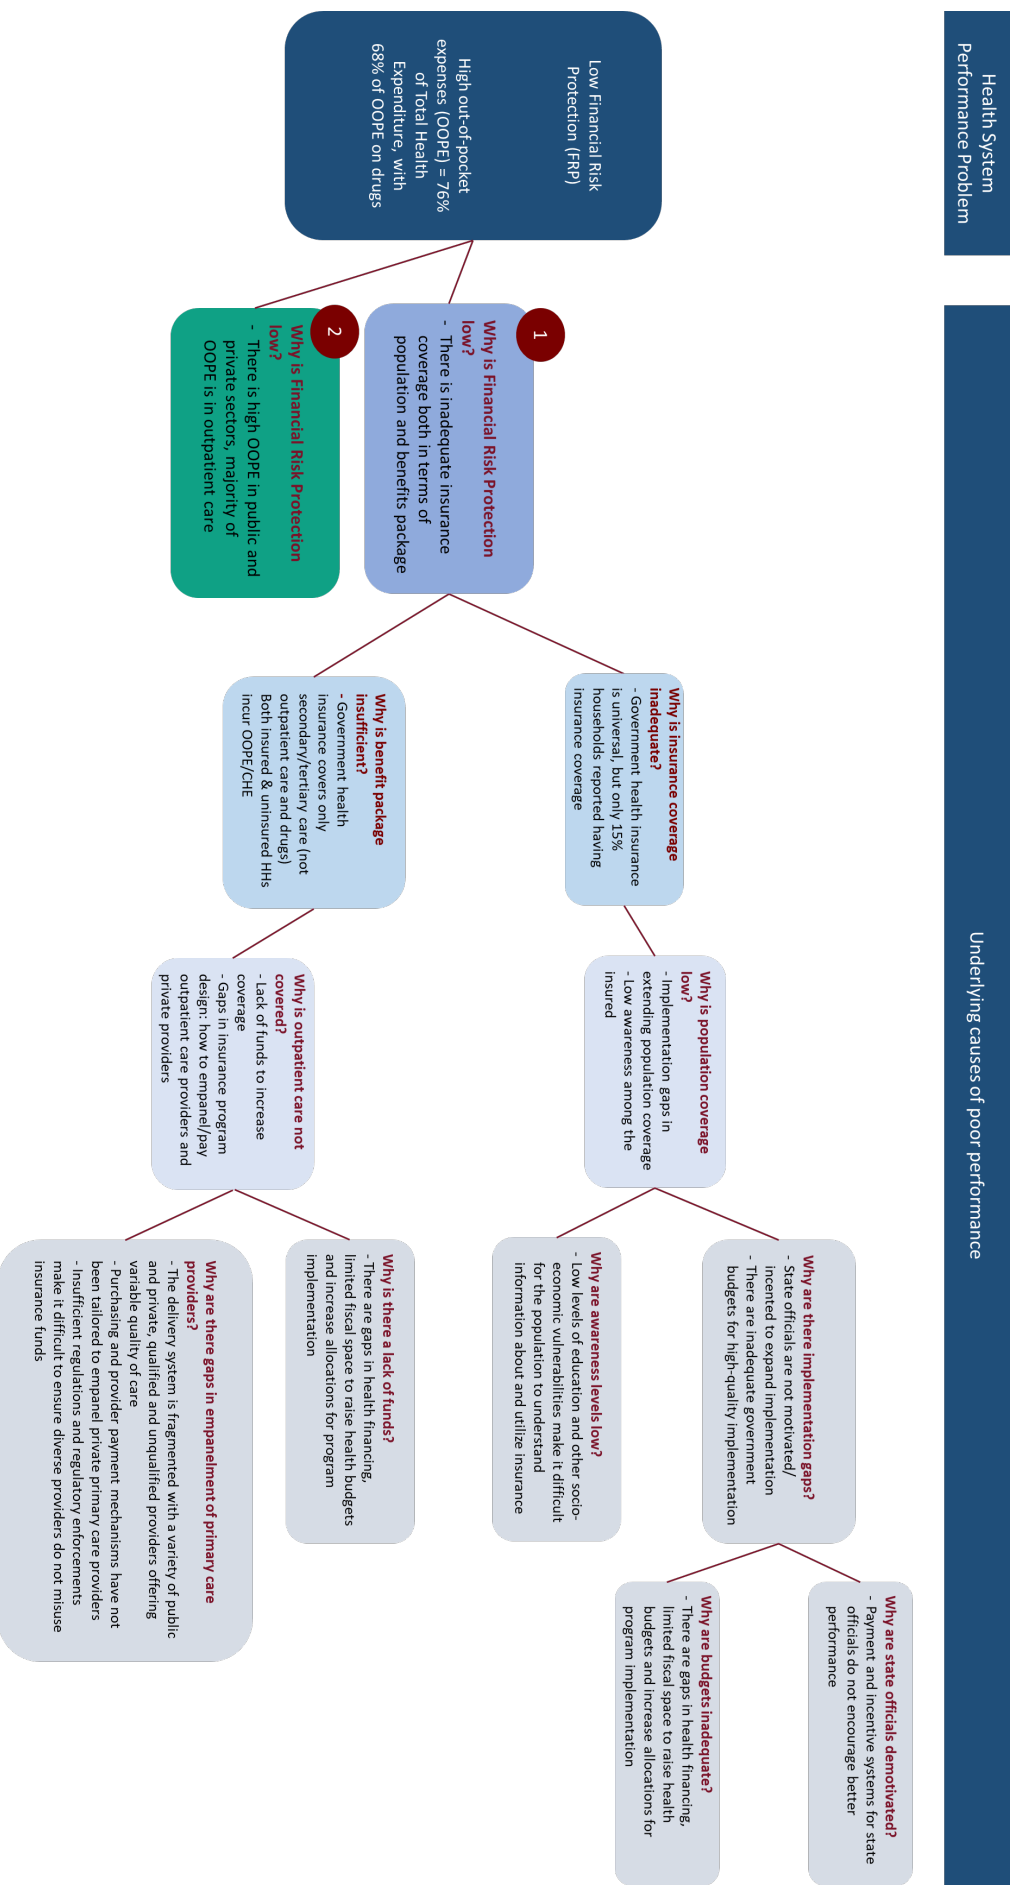 Health System
Performance Problem
Underlying causes of poor performance
Low Financial Risk
Protection (FRP)
High out-of-pocket
expenses (OOPE) = 76%
of Total Health
Expenditure, with
68% of OOPE on drugs
1
Why is Financial Risk Protection
low?
- There is inadequate insurance
coverage both in terms of
population and benefits package
2
Why is Financial Risk Protection
low?
- There is high OOPE in public and
private sectors, majority of
OOPE is in outpatient care
Why is insurance coverage
inadequate?
- Government health insurance
is universal, but only 15%
households reported having
insurance coverage
Why is benefit package
insufficient?
- Government health
insurance covers only
secondary/tertiary care (not
outpatient care and drugs)
Both insured & uninsured HHs
incur OOPE/CHE
Why is population coverage
low?
- Implementation gaps in
extending population coverage
- Low awareness among the
insured
Why is outpatient care not
covered?
- Lack of funds to increase
coverage
- Gaps in insurance program
design: how to empanel/pay
outpatient care providers and
private providers
Why are there implementation gaps?
- State officials are not motivated/
incented to expand implementation
- There are inadequate government
budgets for high-quality implementation
Why are awareness levels low?
- Low levels of education and other socio-
economic vulnerabilities make it difficult
for the population to understand
information about and utilize insurance
Why is there a lack of funds?
- There are gaps in health financing,
limited fiscal space to raise health budgets
and increase allocations for program
implementation
Why are there gaps in empanelment of primary care
providers?
- The delivery system is fragmented with a variety of public
and private, qualified and unqualified providers offering
variable quality of care
- Purchasing and provider payment mechanisms have not
been tailored to empanel private primary care providers
- Insufficient regulations and regulatory enforcements
make it difficult to ensure diverse providers do not misuse
insurance funds
Why are state officials demotivated?
- Payment and incentive systems for state
officials do not encourage better
performance
Why are budgets inadequate?
- There are gaps in health financing,
limited fiscal space to raise health
budgets and increase allocations for
program implementation